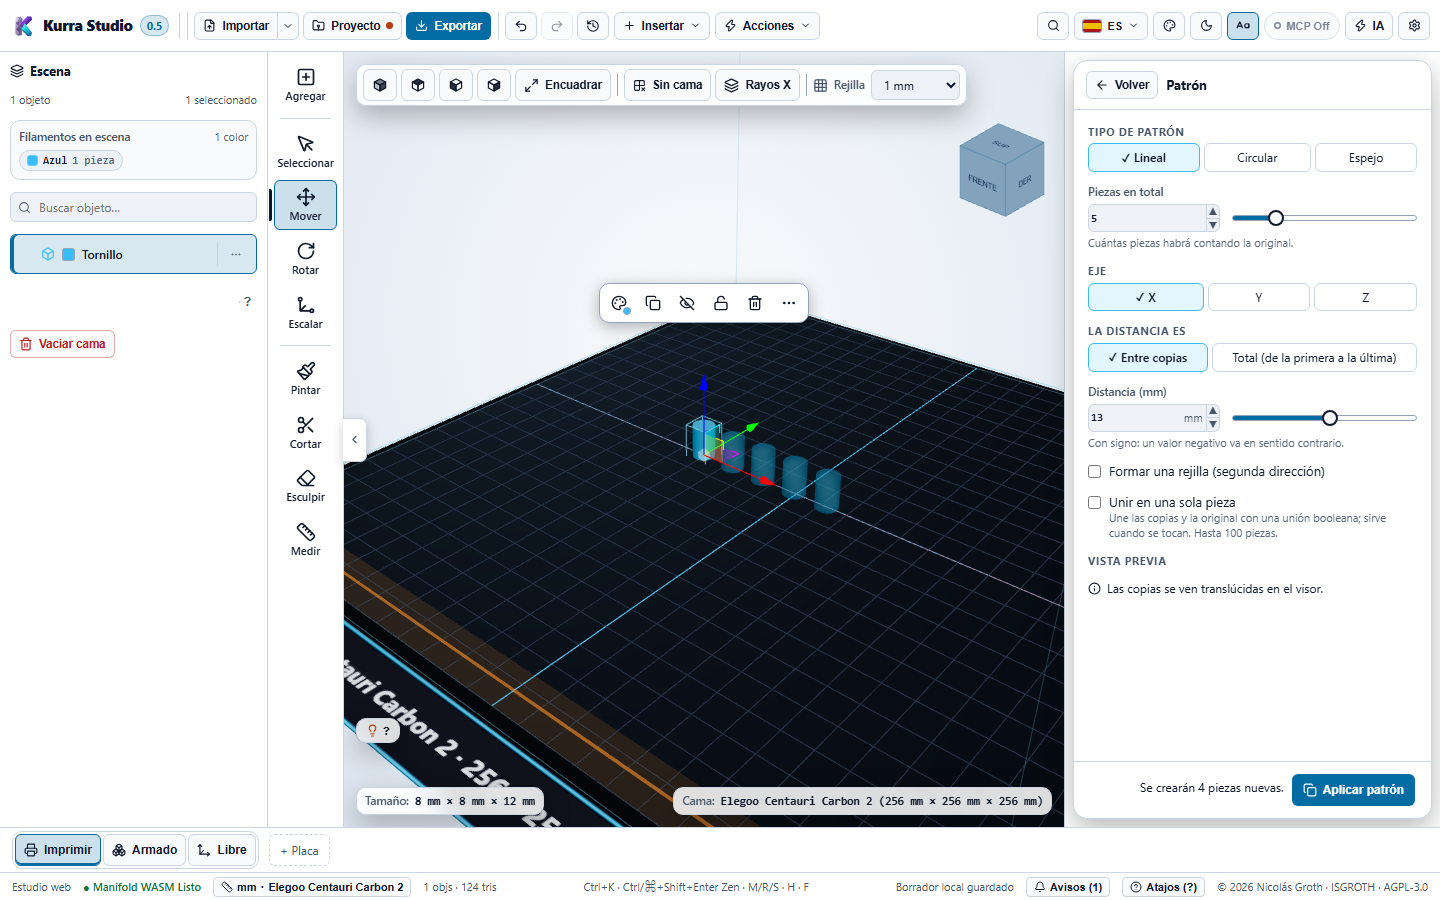 Kurra Studio 0.5
Importar
Proyecto
Exportar
Insertar
Acciones
ES
Aa
MCP Off
IA
Escena
1 objeto
1 seleccionado
Filamentos en escena
1 color
Azul 1 pieza
Buscar objeto...
Tornillo
?
Vaciar cama
Agregar
Seleccionar
Mover
Rotar
Escalar
Pintar
Cortar
Esculpir
Medir
Encuadrar
Sin cama
Rayos X
Rejilla
1 mm
SUP
FRENTE
DER
tauri Carbon 2 · 256
?
Tamaño: 8 mm × 8 mm × 12 mm
Cama: Elegoo Centauri Carbon 2 (256 mm × 256 mm × 256 mm)
Volver
Patrón
TIPO DE PATRÓN
✓ Lineal
Circular
Espejo
Piezas en total
5
Cuántas piezas habrá contando la original.
EJE
✓ X
Y
Z
LA DISTANCIA ES
✓ Entre copias
Total (de la primera a la última)
Distancia (mm)
13 mm
Con signo: un valor negativo va en sentido contrario.
Formar una rejilla (segunda dirección)
Unir en una sola pieza
Une las copias y la original con una unión booleana; sirve
cuando se tocan. Hasta 100 piezas.
VISTA PREVIA
Las copias se ven translúcidas en el visor.
Se crearán 4 piezas nuevas.
Aplicar patrón
Imprimir
Armado
Libre
+ Placa
Estudio web
Manifold WASM Listo
mm · Elegoo Centauri Carbon 2
1 objs · 124 tris
Ctrl+K · Ctrl/⌘+Shift+Enter Zen · M/R/S · H · F
Borrador local guardado
Avisos (1)
Atajos (?)
© 2026 Nicolás Groth · ISGROTH · AGPL-3.0